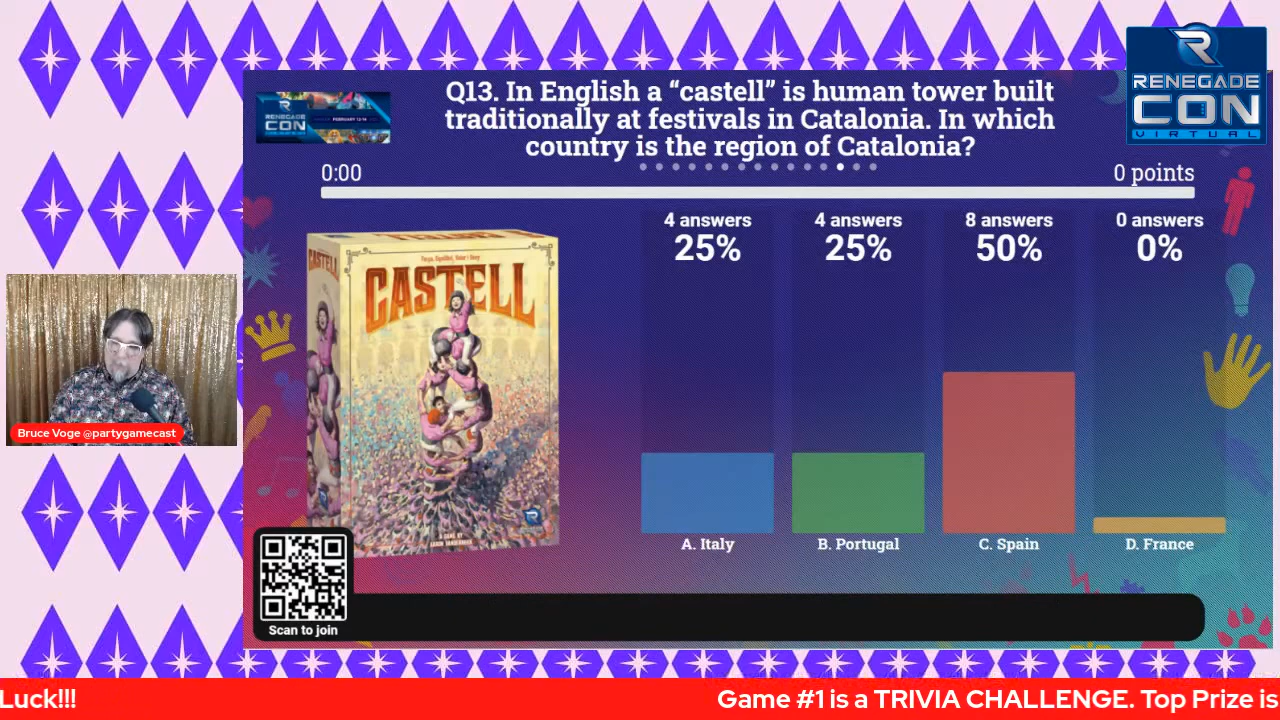 RENEGADE
CON
VIRTUAL
RENEGADE
CON
Q13. In English a “castell” is human tower built
traditionally at festivals in Catalonia. In which
country is the region of Catalonia?
0:00
0 points
4 answers
25%
4 answers
25%
8 answers
50%
0 answers
0%
CASTELL
CASTELL
A. Italy
B. Portugal
C. Spain
D. France
Bruce Voge @partygamecast
Scan to join
Luck!!!
Game #1 is a TRIVIA CHALLENGE. Top Prize is